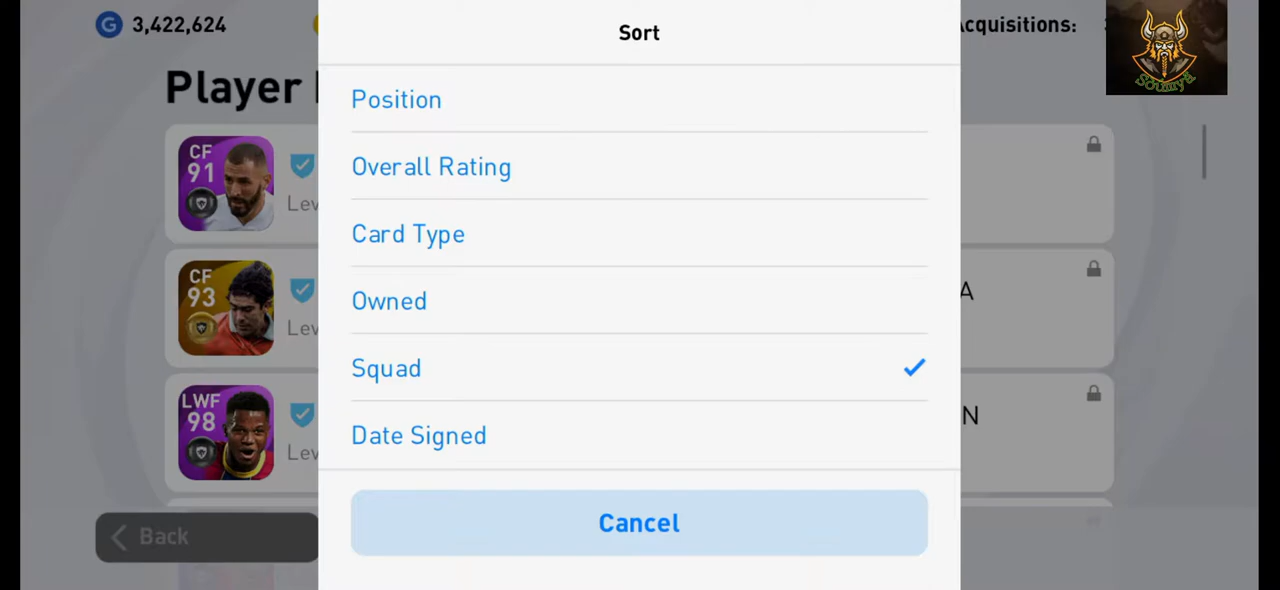 3,422,624
Acquisitions:
Sort
Player
Position
CF
91
Overall Rating
Lev
Card Type
CF
93
A
Owned
Lev
Squad
LWF
98
N
Date Signed
Lev
Cancel
Back
Soumya